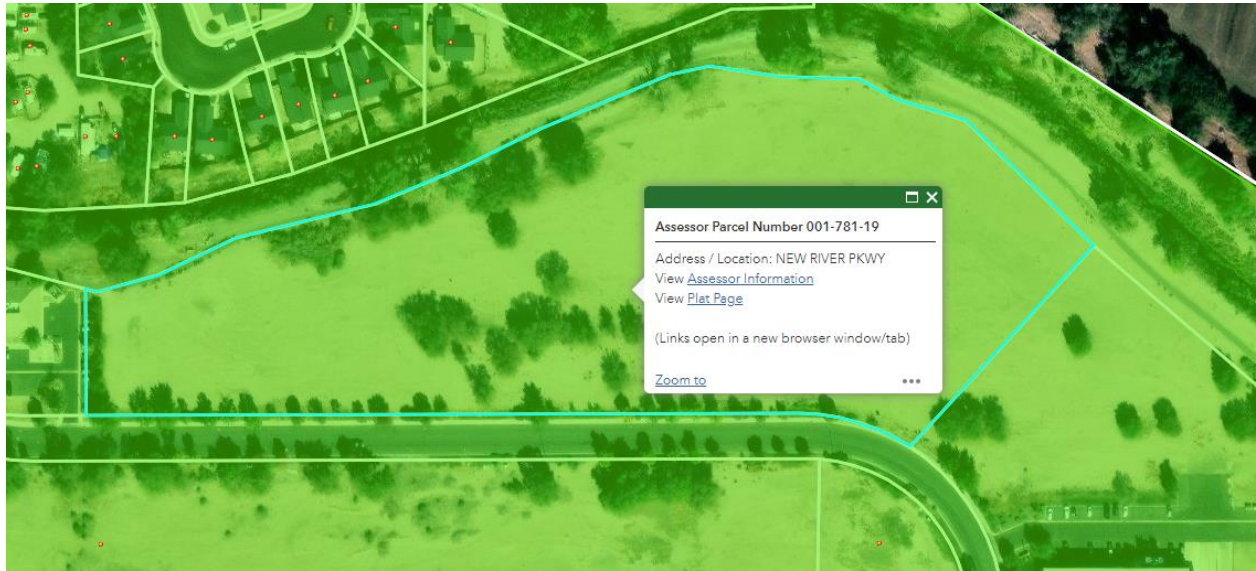 Assessor Parcel Number 001-781-19
Address / Location: NEW RIVER PKWY
View Assessor Information
View Plat Page
(Links open in a new browser window/tab)
Zoom to